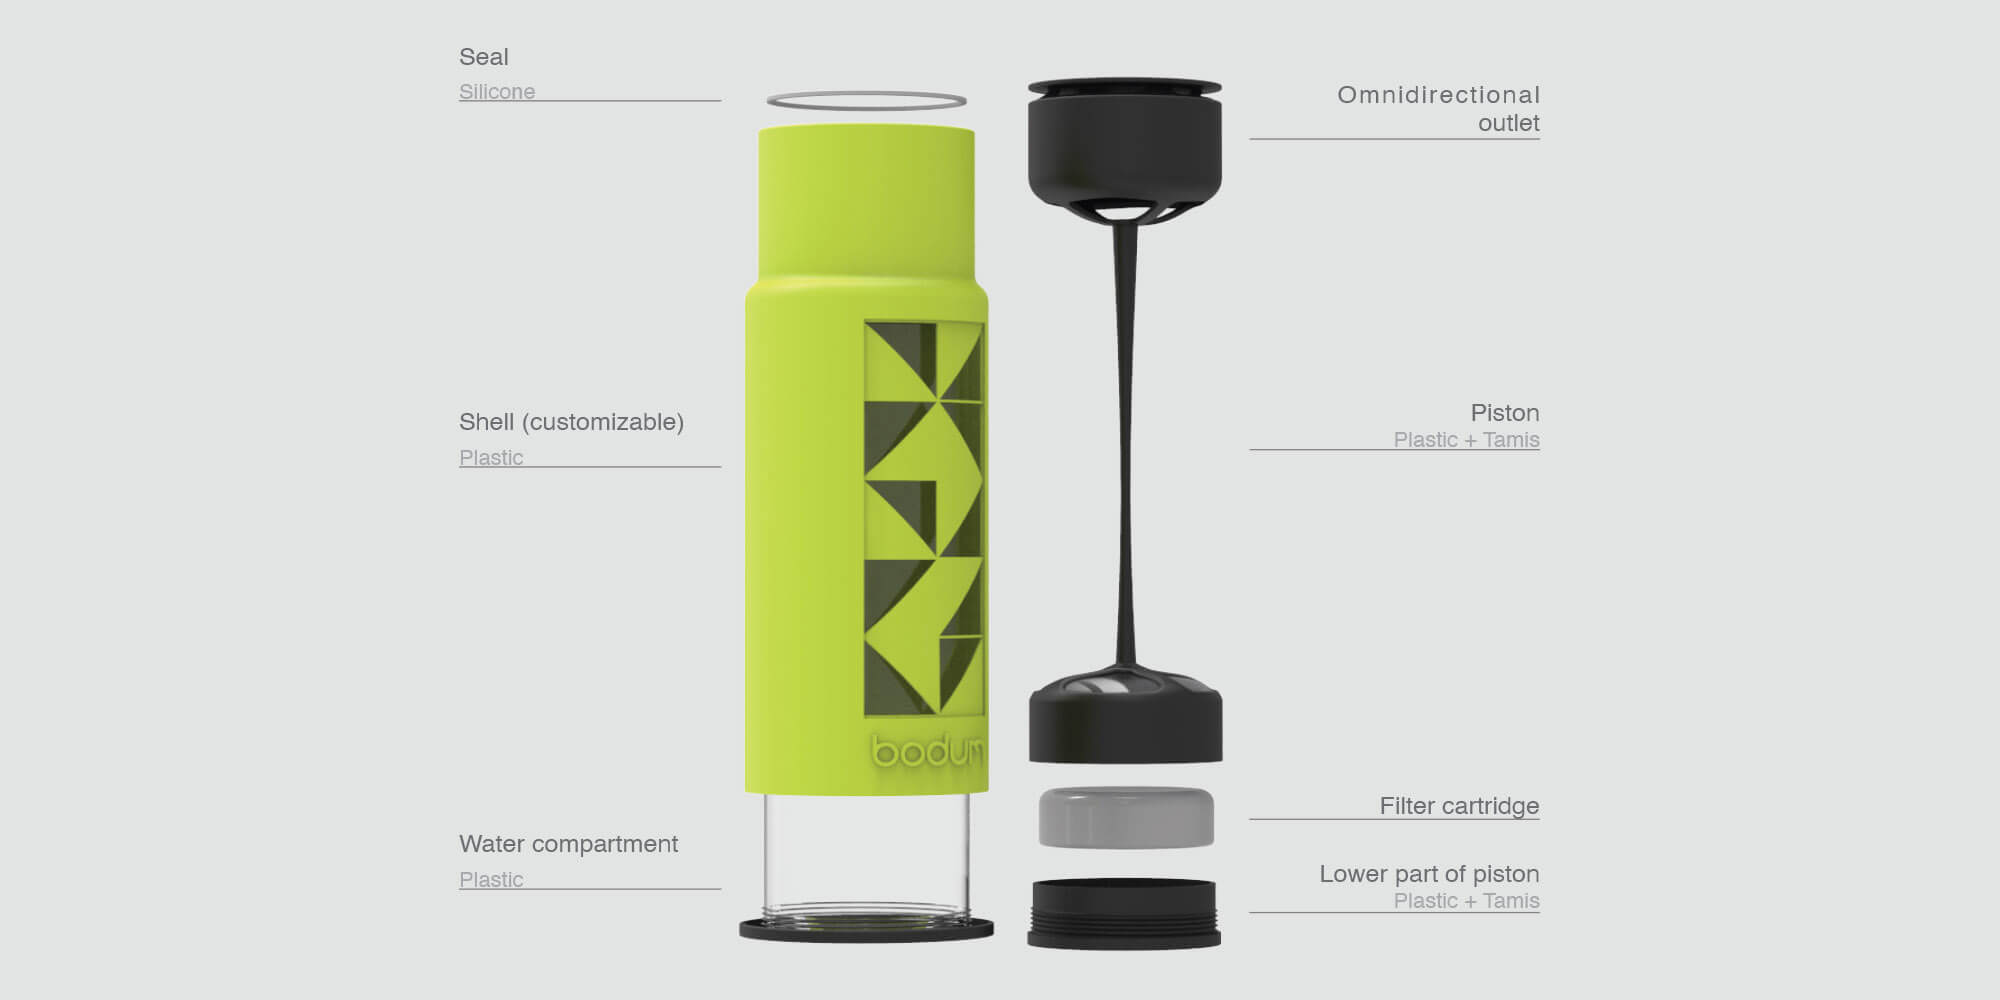 Seal
Silicone
Shell (customizable)
Plastic
Water compartment
Plastic
bodum
Omnidirectional
outlet
Piston
Plastic + Tamis
Filter cartridge
Lower part of piston
Plastic + Tamis